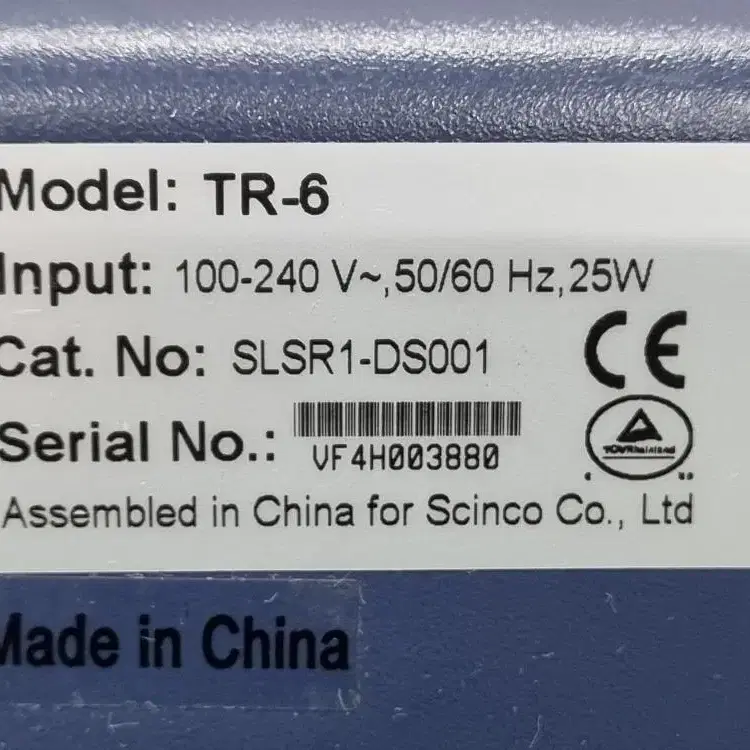 Model: TR-6
Input: 100-240 V~,50/60 Hz,25W
Cat. No: SLSR1-DS001
CE
Serial No.:
VF4H003880
TÜVRheinland
Assembled in China for Scinco Co., Ltd
Made in China